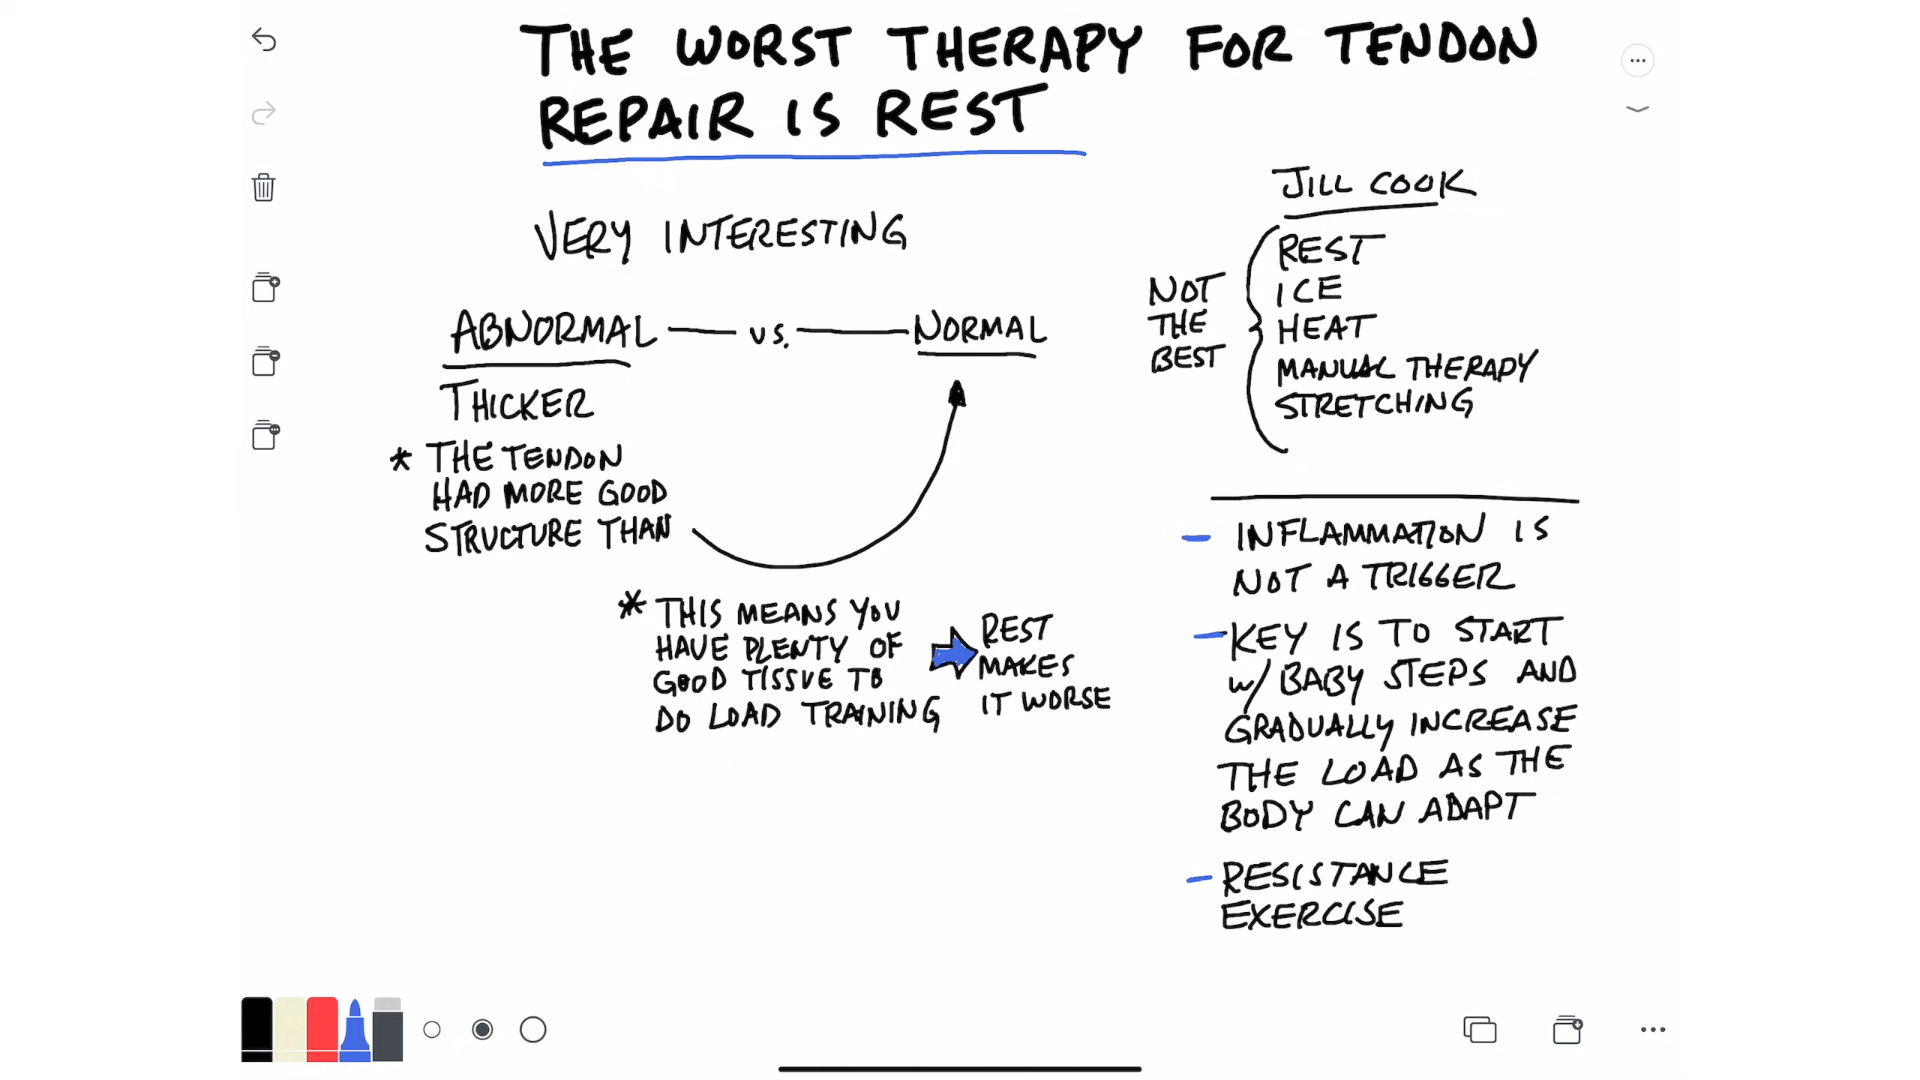 THE WORST THERAPY FOR TENDON
REPAIR IS REST
VERY INTERESTING
ABNORMAL — VS. — NORMAL
THICKER
* THE TENDON
HAD MORE GOOD
STRUCTURE THAN
* THIS MEANS YOU
HAVE PLENTY OF
GOOD TISSUE TO
DO LOAD TRAINING
REST
MAKES
IT WORSE
JILL COOK
NOT
THE
BEST
REST
ICE
HEAT
MANUAL THERAPY
STRETCHING
- INFLAMMATION IS
NOT A TRIGGER
- KEY IS TO START
W/ BABY STEPS AND
GRADUALLY INCREASE
THE LOAD AS THE
BODY CAN ADAPT
- RESISTANCE
EXERCISE